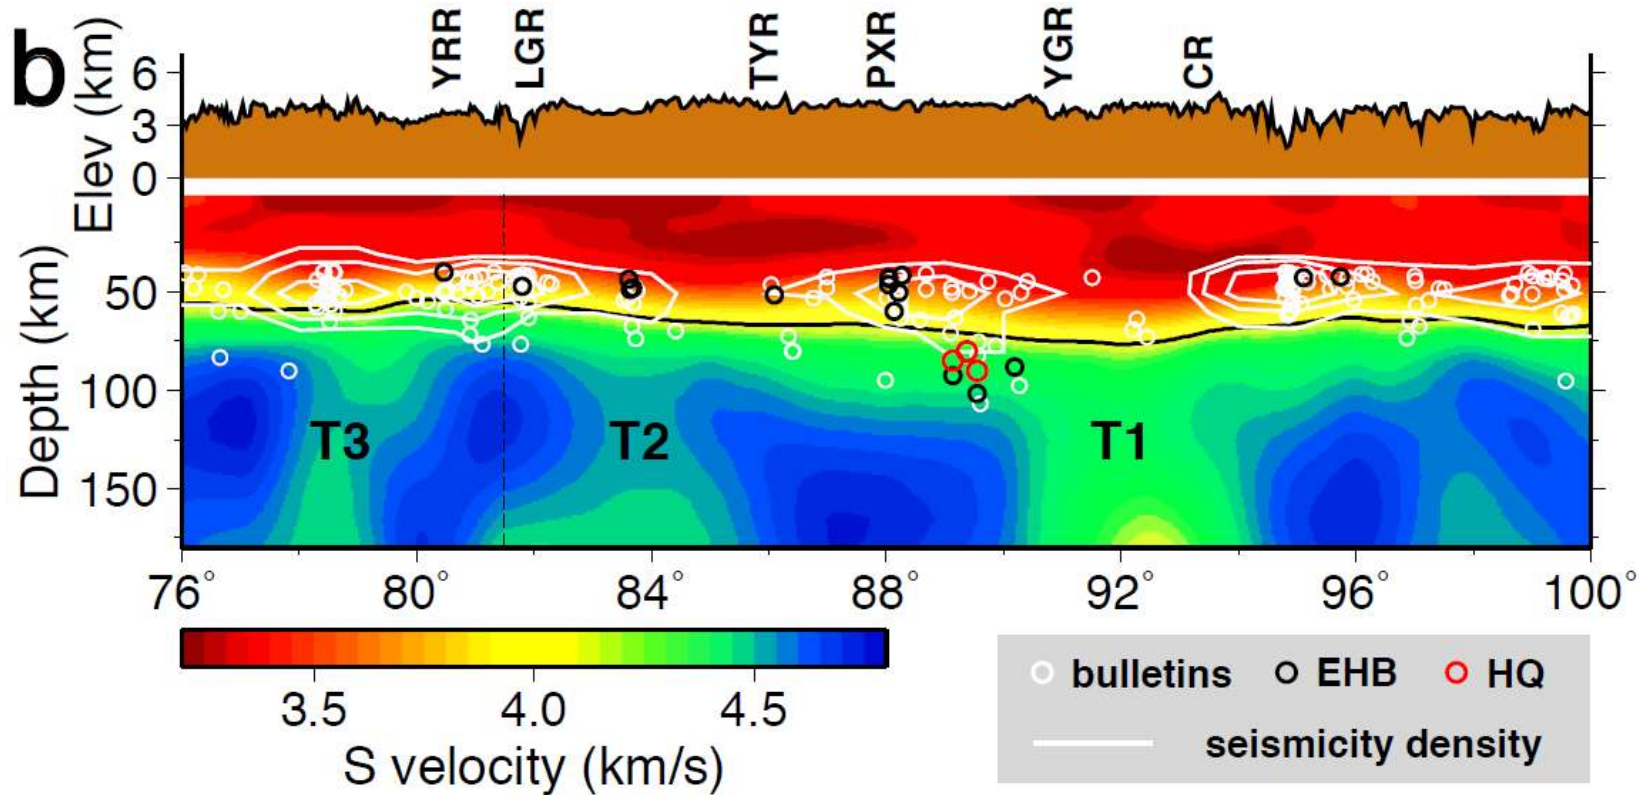 b
YRR
LGR
TYR
PXR
YGR
CR
Elev (km)
6
3
0
Depth (km)
50
100
150
T3
T2
T1
76°
80°
84°
88°
92°
96°
100°
3.5
4.0
4.5
S velocity (km/s)
bulletins
EHB
HQ
seismicity density